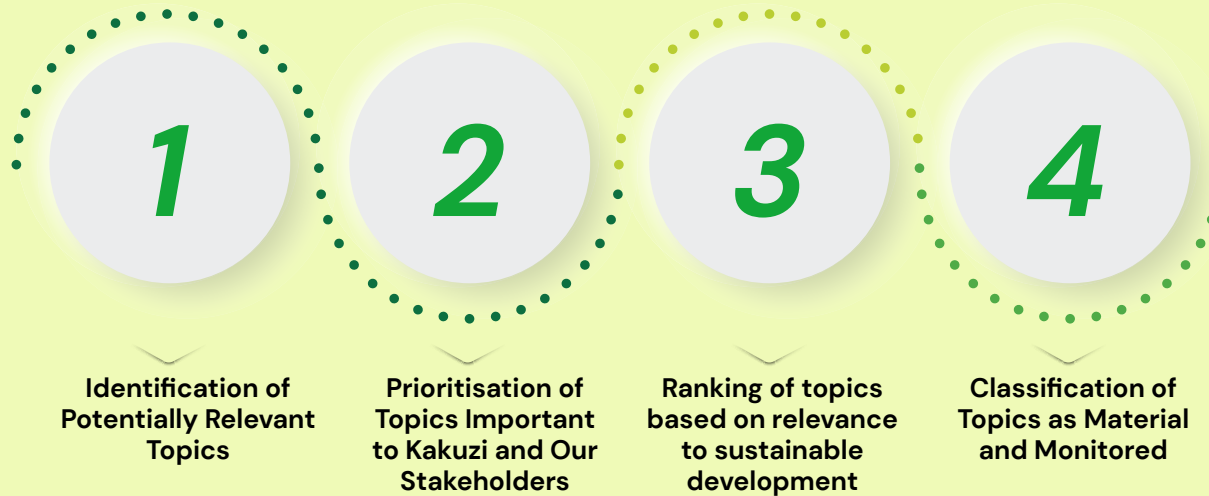 1
2
3
4
Identification of
Potentially Relevant
Topics
Prioritisation of
Topics Important
to Kakuzi and Our
Stakeholders
Ranking of topics
based on relevance
to sustainable
development
Classification of
Topics as Material
and Monitored